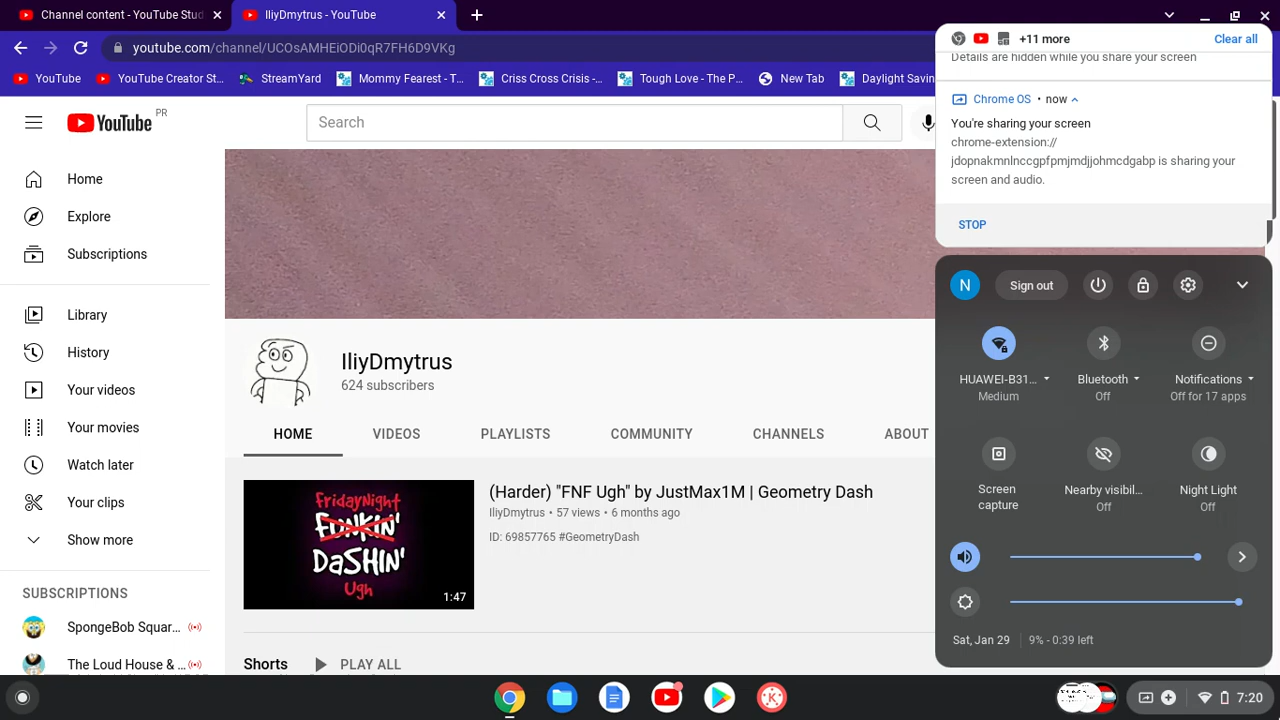 Channel content - YouTube Stud
IliyDmytrus - YouTube
youtube.com/channel/UCOsAMHEiODi0qR7FH6D9VKg
YouTube
YouTube Creator St...
StreamYard
Mommy Fearest - T...
Criss Cross Crisis -...
Tough Love - The P...
New Tab
Daylight Savin
YouTube PR
Search
Home
Explore
Subscriptions
Library
History
Your videos
Your movies
Watch later
Your clips
Show more
SUBSCRIPTIONS
SpongeBob Squar...
The Loud House & ...
IliyDmytrus
624 subscribers
HOME
VIDEOS
PLAYLISTS
COMMUNITY
CHANNELS
ABOUT
FridayNight
FUNKIN'
DaSHIN'
Ugh
1:47
(Harder) "FNF Ugh" by JustMax1M | Geometry Dash
IliyDmytrus • 57 views • 6 months ago
ID: 69857765 #GeometryDash
Shorts
PLAY ALL
+11 more
Clear all
Details are hidden while you share your screen
Chrome OS • now
You're sharing your screen
chrome-extension://
jdopnakmnlnccgpfpmjmdjjohmcdgabp is sharing your
screen and audio.
STOP
N
Sign out
HUAWEI-B31...
Medium
Bluetooth
Off
Notifications
Off for 17 apps
Screen
capture
Nearby visibil...
Off
Night Light
Off
Sat, Jan 29
9% - 0:39 left
7:20